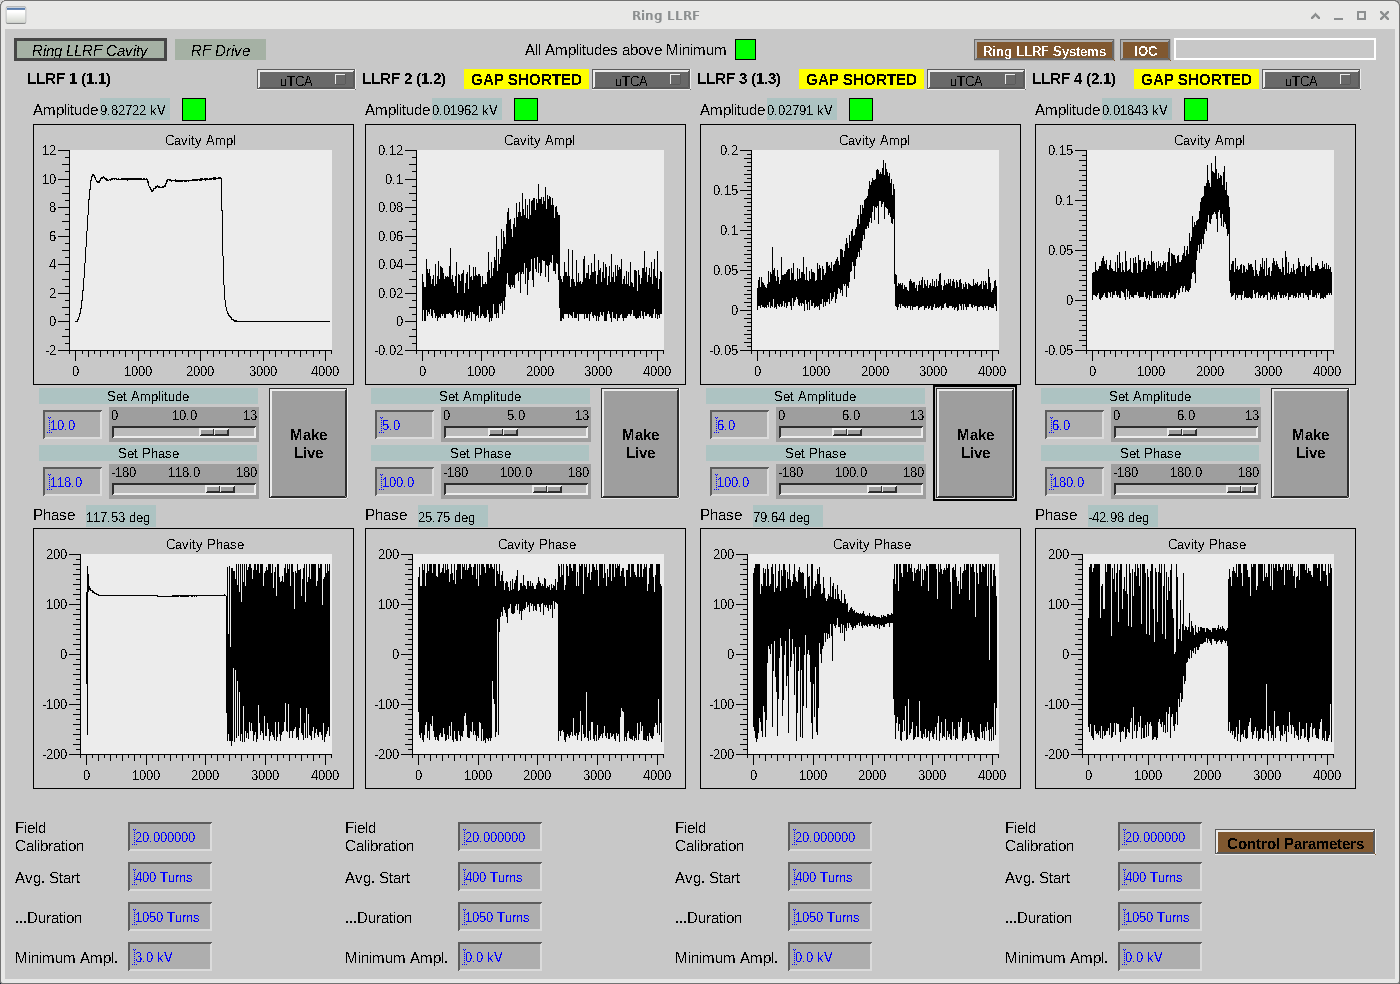 Ring LLRF
Ring LLRF Cavity RF Drive All Amplitudes above Minimum Ring LLRF Systems IOC
LLRF 1 (1.1) uTCA LLRF 2 (1.2) GAP SHORTED uTCA LLRF 3 (1.3) GAP SHORTED uTCA LLRF 4 (2.1) GAP SHORTED uTCA
Amplitude 9.82722 kV Amplitude 0.01962 kV Amplitude 0.02791 kV Amplitude 0.01843 kV
Cavity Ampl
12
10
8
6
4
2
0
-2
0 1000 2000 3000 4000
Cavity Ampl
0.12
0.1
0.08
0.06
0.04
0.02
0
-0.02
0 1000 2000 3000 4000
Cavity Ampl
0.2
0.15
0.1
0.05
0
-0.05
0 1000 2000 3000 4000
Cavity Ampl
0.15
0.1
0.05
0
-0.05
0 1000 2000 3000 4000
Set Amplitude
10.0 0 10.0 13
Set Phase
118.0 -180 118.0 180
Make
Live
Set Amplitude
5.0 0 5.0 13
Set Phase
100.0 -180 100.0 180
Make
Live
Set Amplitude
6.0 0 6.0 13
Set Phase
100.0 -180 100.0 180
Make
Live
Set Amplitude
6.0 0 6.0 13
Set Phase
180.0 -180 180.0 180
Make
Live
Phase 117.53 deg Phase 25.75 deg Phase 79.64 deg Phase -42.98 deg
Cavity Phase
200
100
0
-100
-200
0 1000 2000 3000 4000
Cavity Phase
200
100
0
-100
-200
0 1000 2000 3000 4000
Cavity Phase
200
100
0
-100
-200
0 1000 2000 3000 4000
Cavity Phase
200
100
0
-100
-200
0 1000 2000 3000 4000
Field
Calibration 20.000000
Avg. Start 400 Turns
...Duration 1050 Turns
Minimum Ampl. 3.0 kV
Field
Calibration 20.000000
Avg. Start 400 Turns
...Duration 1050 Turns
Minimum Ampl. 0.0 kV
Field
Calibration 20.000000
Avg. Start 400 Turns
...Duration 1050 Turns
Minimum Ampl. 0.0 kV
Field
Calibration 20.000000
Avg. Start 400 Turns
...Duration 1050 Turns
Minimum Ampl. 0.0 kV
Control Parameters